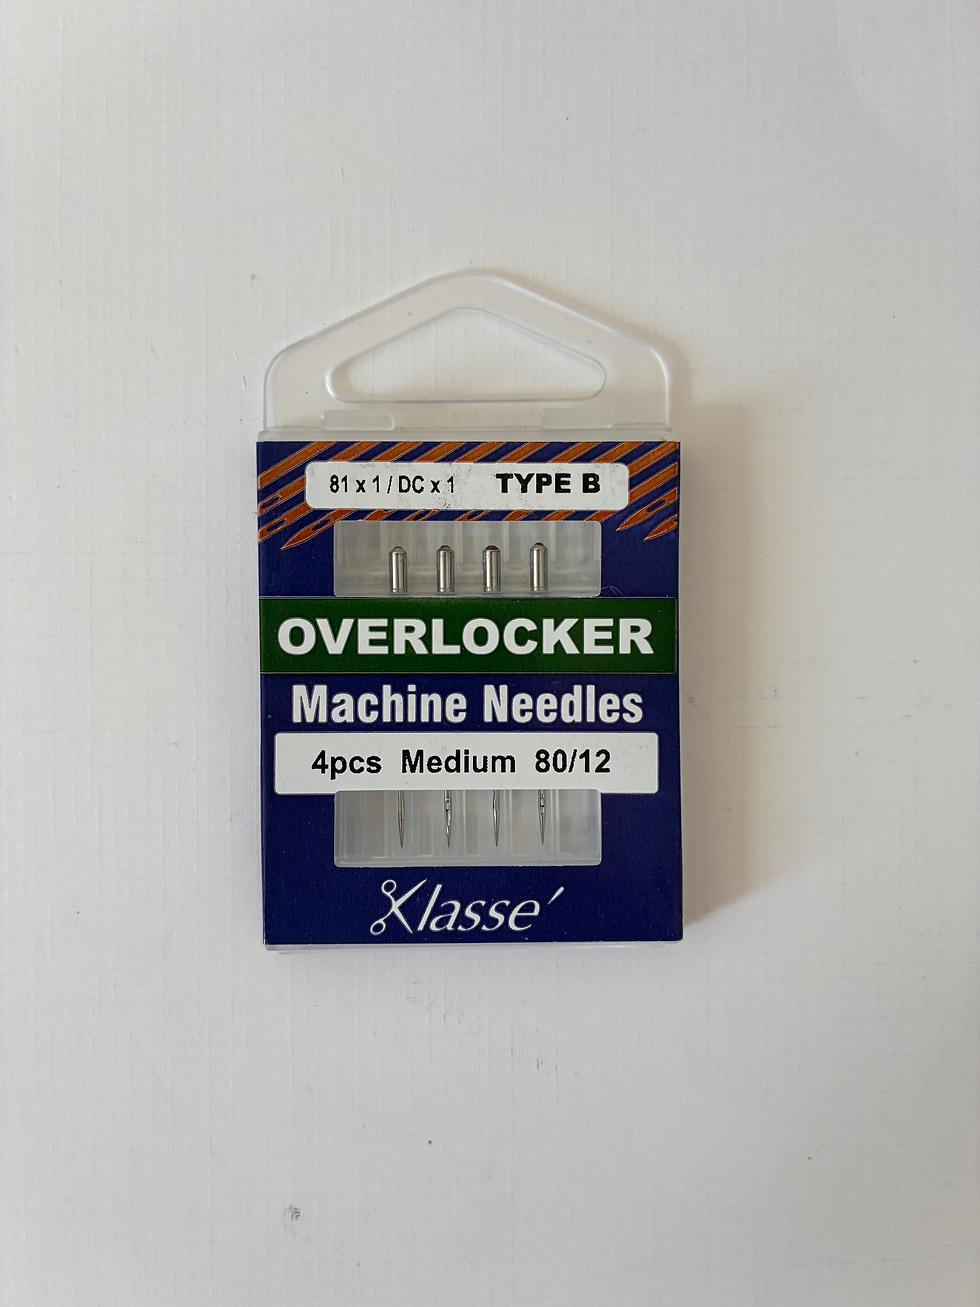 81 x 1 / DC x 1 TYPE B
OVERLOCKER
Machine Needles
4pcs Medium 80/12
Klasse´